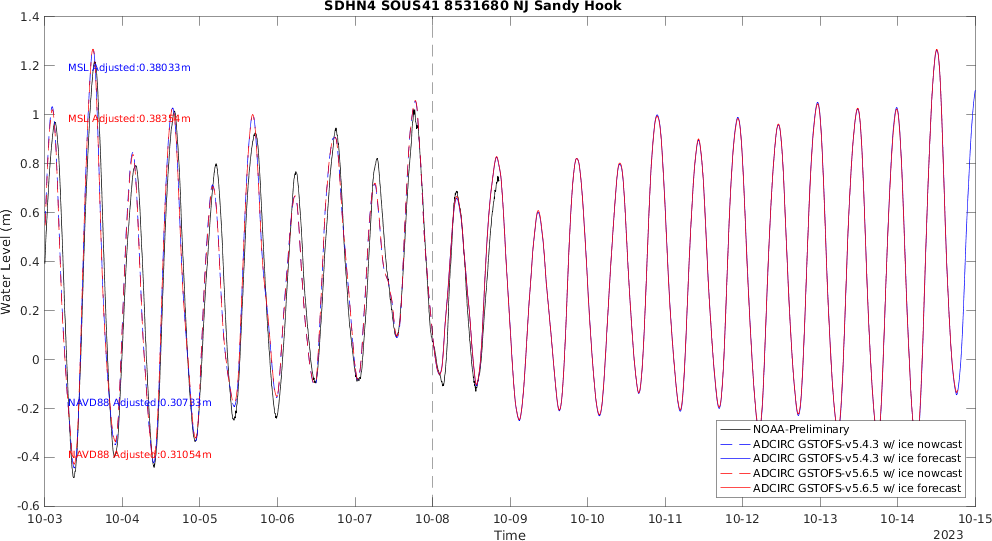 SDHN4 SOUS41 8531680 NJ Sandy Hook
1.4
1.2
1
0.8
0.6
0.4
0.2
0
-0.2
-0.4
-0.6
Water Level (m)
MSL Adjusted:0.38033m
MSL Adjusted:0.38354m
NAVD88 Adjusted:0.30733m
NAVD88 Adjusted:0.31054m
NOAA-Preliminary
ADCIRC GSTOFS-v5.4.3 w/ ice nowcast
ADCIRC GSTOFS-v5.4.3 w/ ice forecast
ADCIRC GSTOFS-v5.6.5 w/ ice nowcast
ADCIRC GSTOFS-v5.6.5 w/ ice forecast
10-03 10-04 10-05 10-06 10-07 10-08 10-09 10-10 10-11 10-12 10-13 10-14 10-15
Time
2023